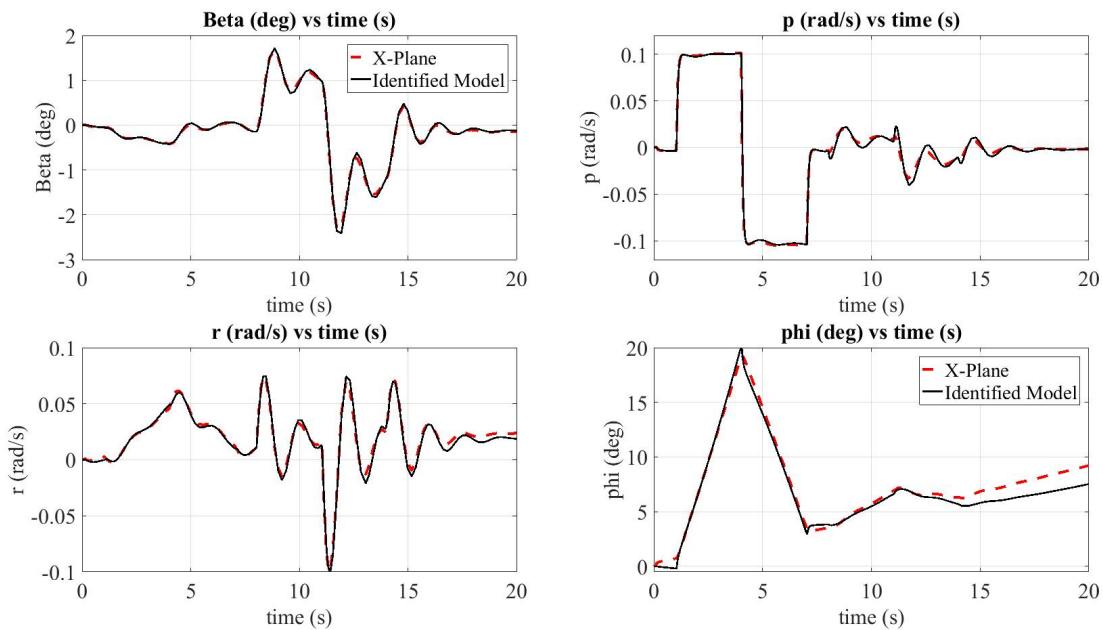 Beta (deg) vs time (s)
2
1
0
-1
-2
-3
Beta (deg)
X-Plane
Identified Model
0 5 10 15 20
time (s)
p (rad/s) vs time (s)
0.1
0.05
0
-0.05
-0.1
p (rad/s)
0 5 10 15 20
time (s)
r (rad/s) vs time (s)
0.1
0.05
0
-0.05
-0.1
r (rad/s)
0 5 10 15 20
time (s)
phi (deg) vs time (s)
20
15
10
5
0
phi (deg)
X-Plane
Identified Model
0 5 10 15 20
time (s)